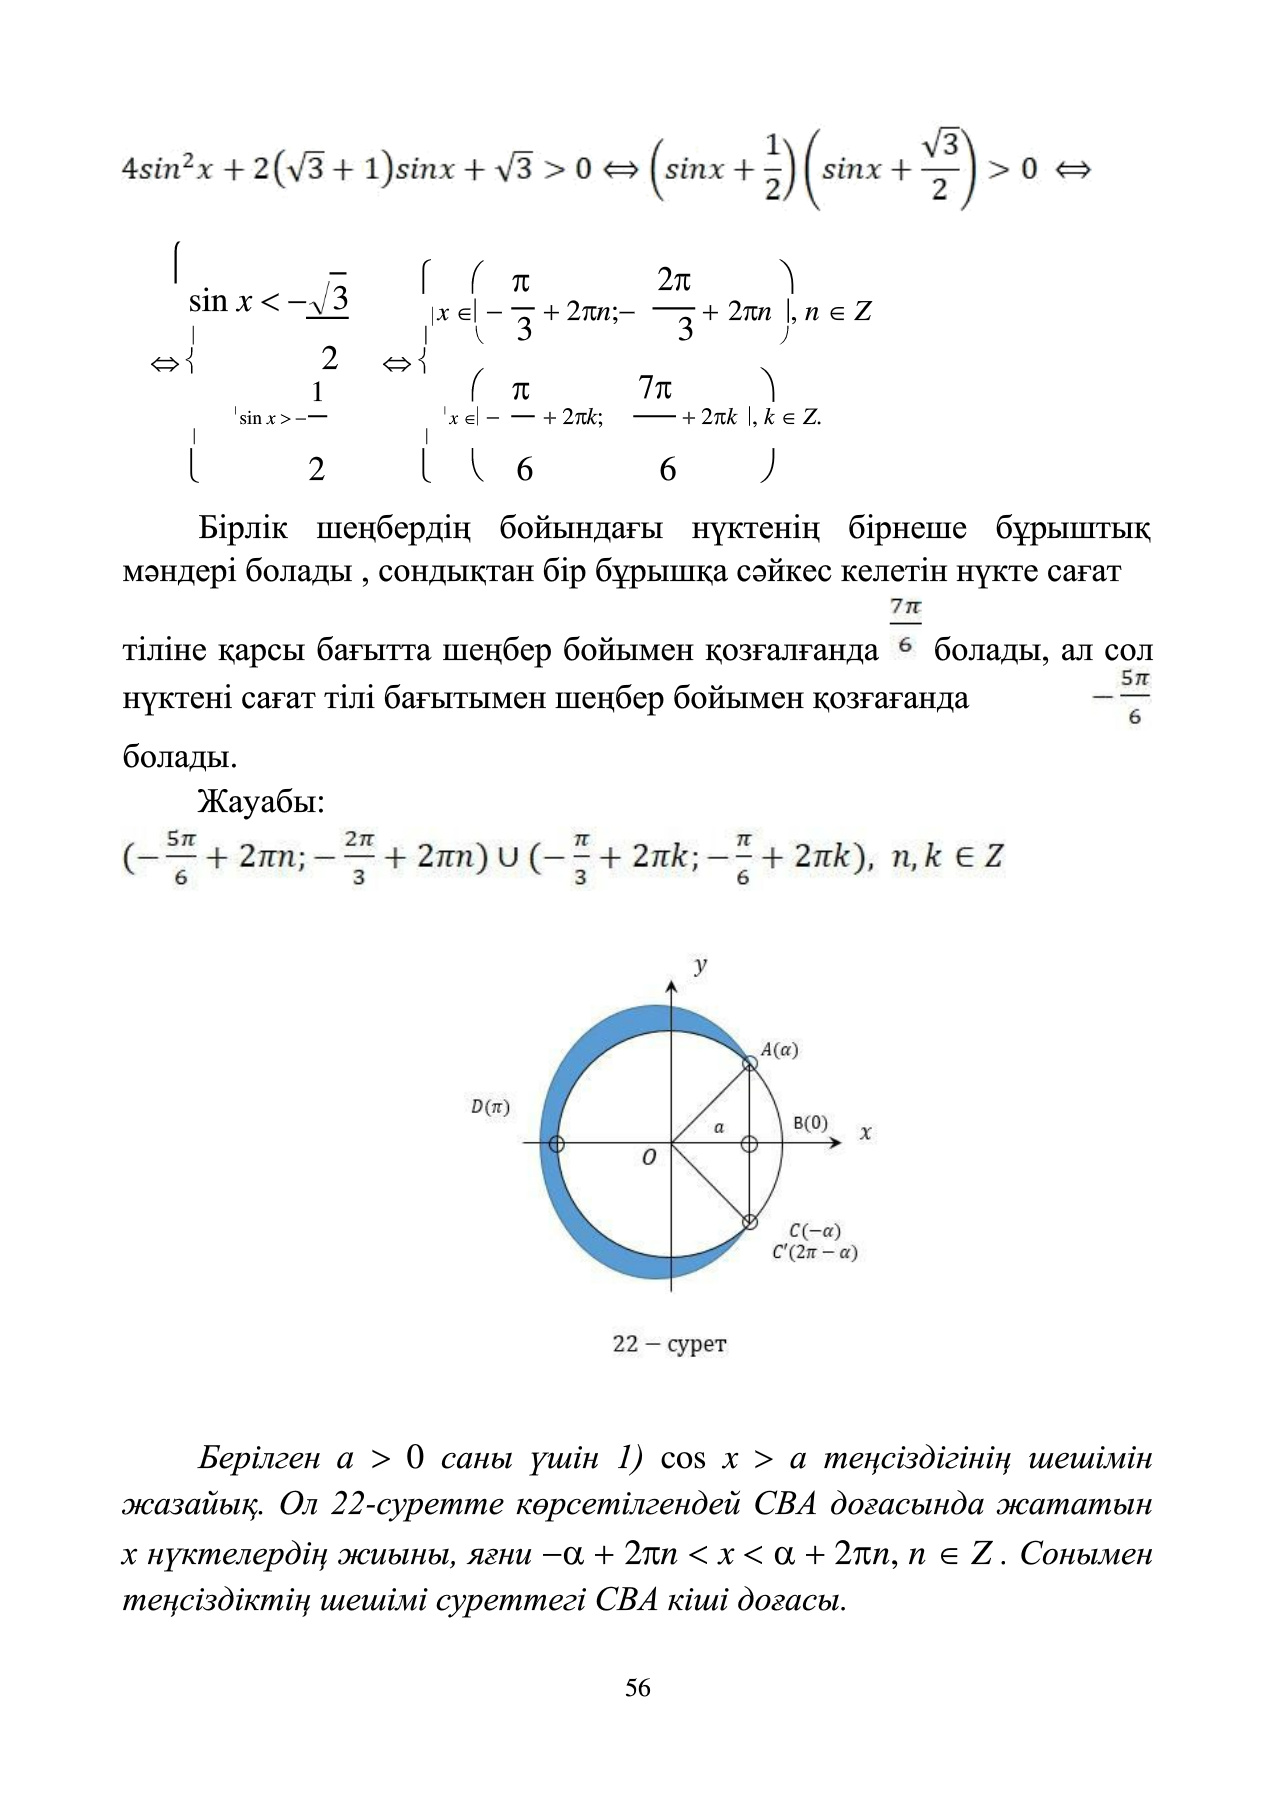 4sin²x + 2(√3 + 1)sinx + √3 > 0 ⇔ (sinx + 1/2)(sinx + √3/2) > 0 ⇔
⇔ { sin x < −√3/2 ⇔ { x ∈ ( − π/3 + 2πn; − 2π/3 + 2πn ), n ∈ Z
sin x > − 1/2 x ∈ ( − π/6 + 2πk; 7π/6 + 2πk ), k ∈ Z.
Бірлік шеңбердің бойындағы нүктенің бірнеше бұрыштық
мәндері болады , сондықтан бір бұрышқа сәйкес келетін нүкте сағат
тіліне қарсы бағытта шеңбер бойымен қозғалғанда 7π/6 болады, ал сол
нүктені сағат тілі бағытымен шеңбер бойымен қозғағанда − 5π/6
болады.
Жауабы:
(− 5π/6 + 2πn; − 2π/3 + 2πn) ∪ (− π/3 + 2πk; − π/6 + 2πk), n, k ∈ Z
y
A(α)
D(π)
a
B(0)
x
O
C(−α)
C′(2π − α)
22 − сурет
Берілген a > 0 саны үшін 1) cos x > a теңсіздігінің шешімін
жазайық. Ол 22-суретте көрсетілгендей CBA доғасында жататын
x нүктелердің жиыны, яғни −α + 2πn < x < α + 2πn, n ∈ Z . Сонымен
теңсіздіктің шешімі суреттегі CBA кіші доғасы.
56